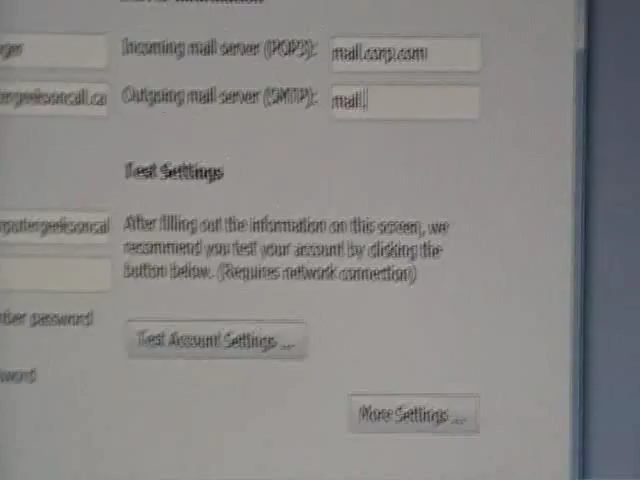 Incoming mail server (POP3): mail.corp.com
Outgoing mail server (SMTP): mail.
Test Settings
After filling out the information on this screen, we
recommend you test your account by clicking the
button below. (Requires network connection)
password
Test Account Settings ...
More Settings ...